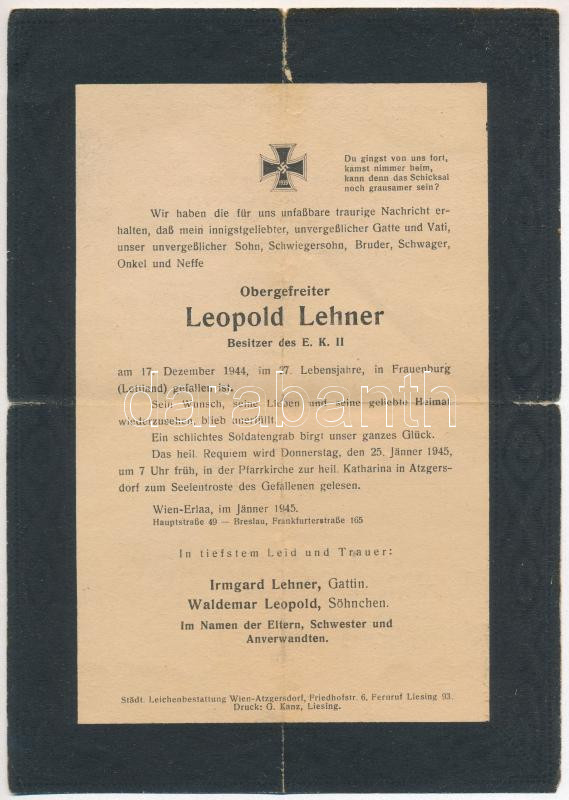 Du gingst von uns fort,
kamst nimmer heim,
kann denn das Schicksal
noch grausamer sein?
1939
Wir haben die für uns unfaßbare traurige Nachricht er-
halten, daß mein innigstgeliebter, unvergeßlicher Gatte und Vati,
unser unvergeßlicher Sohn, Schwiegersohn, Bruder, Schwager,
Onkel und Neffe
Obergefreiter
Leopold Lehner
Besitzer des E. K. II
am 17. Dezember 1944, im 27. Lebensjahre, in Frauenburg
(Lettland) gefallen ist.
Sein Wunsch, seine Lieben und seine geliebte Heimat
wiederzusehen, blieb unerfüllt.
darabanth
Ein schlichtes Soldatengrab birgt unser ganzes Glück.
Das heil. Requiem wird Donnerstag, den 25. Jänner 1945,
um 7 Uhr früh, in der Pfarrkirche zur heil. Katharina in Atzgers-
dorf zum Seelentroste des Gefallenen gelesen.
Wien-Erlaa, im Jänner 1945.
Hauptstraße 49 — Breslau, Frankfurterstraße 165
In tiefstem Leid und Trauer:
Irmgard Lehner, Gattin.
Waldemar Leopold, Söhnchen.
Im Namen der Eltern, Schwester und
Anverwandten.
Städt. Leichenbestattung Wien-Atzgersdorf, Friedhofstr. 6, Fernruf Liesing 93.
Druck: G. Kanz, Liesing.